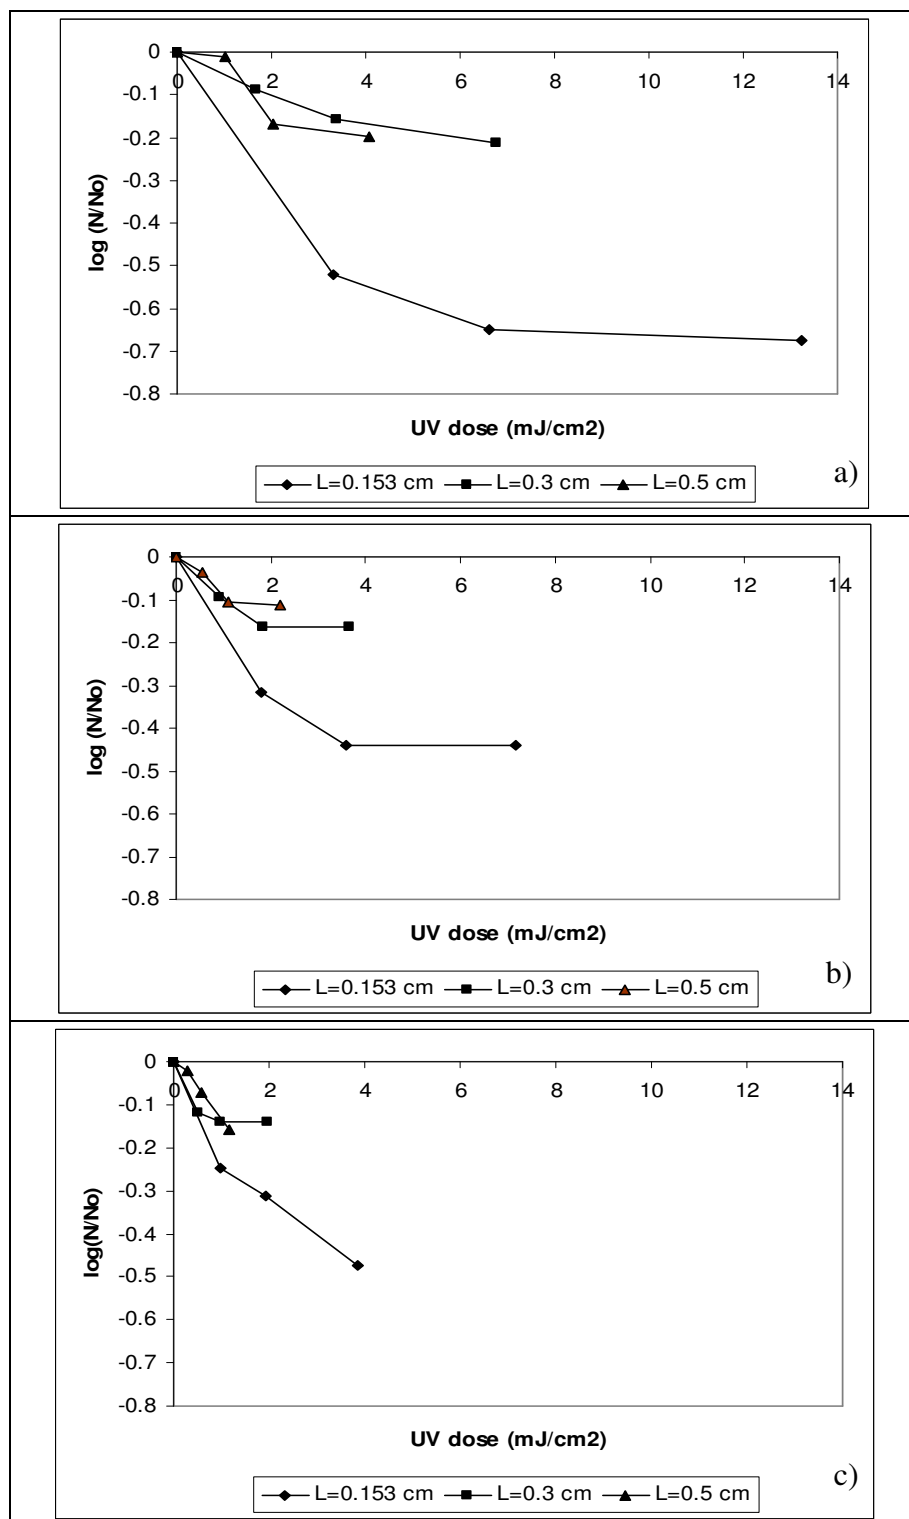 0
0 2 4 6 8 10 12 14
-0.1
-0.2
-0.3
-0.4
-0.5
-0.6
-0.7
-0.8
log (N/No)
UV dose (mJ/cm2)
L=0.153 cm L=0.3 cm L=0.5 cm
a)
0
0 2 4 6 8 10 12 14
-0.1
-0.2
-0.3
-0.4
-0.5
-0.6
-0.7
-0.8
log (N/No)
UV dose (mJ/cm2)
L=0.153 cm L=0.3 cm L=0.5 cm
b)
0
0 2 4 6 8 10 12 14
-0.1
-0.2
-0.3
-0.4
-0.5
-0.6
-0.7
-0.8
log(N/No)
UV dose (mJ/cm2)
L=0.153 cm L=0.3 cm L=0.5 cm
c)